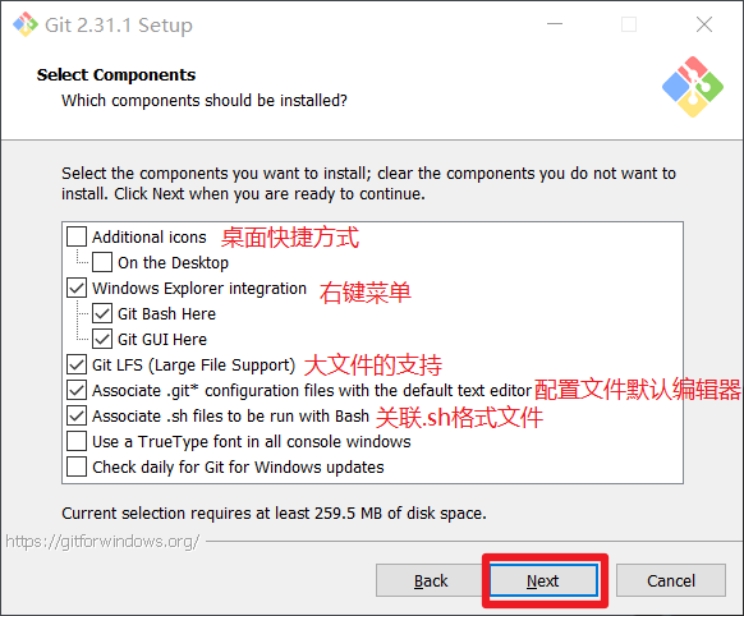 Git 2.31.1 Setup
Select Components
Which components should be installed?
Select the components you want to install; clear the components you do not want to
install. Click Next when you are ready to continue.
Additional icons 桌面快捷方式
On the Desktop
Windows Explorer integration 右键菜单
Git Bash Here
Git GUI Here
Git LFS (Large File Support) 大文件的支持
Associate .git* configuration files with the default text editor 配置文件默认编辑器
Associate .sh files to be run with Bash 关联.sh格式文件
Use a TrueType font in all console windows
Check daily for Git for Windows updates
Current selection requires at least 259.5 MB of disk space.
https://gitforwindows.org/
Back Next Cancel